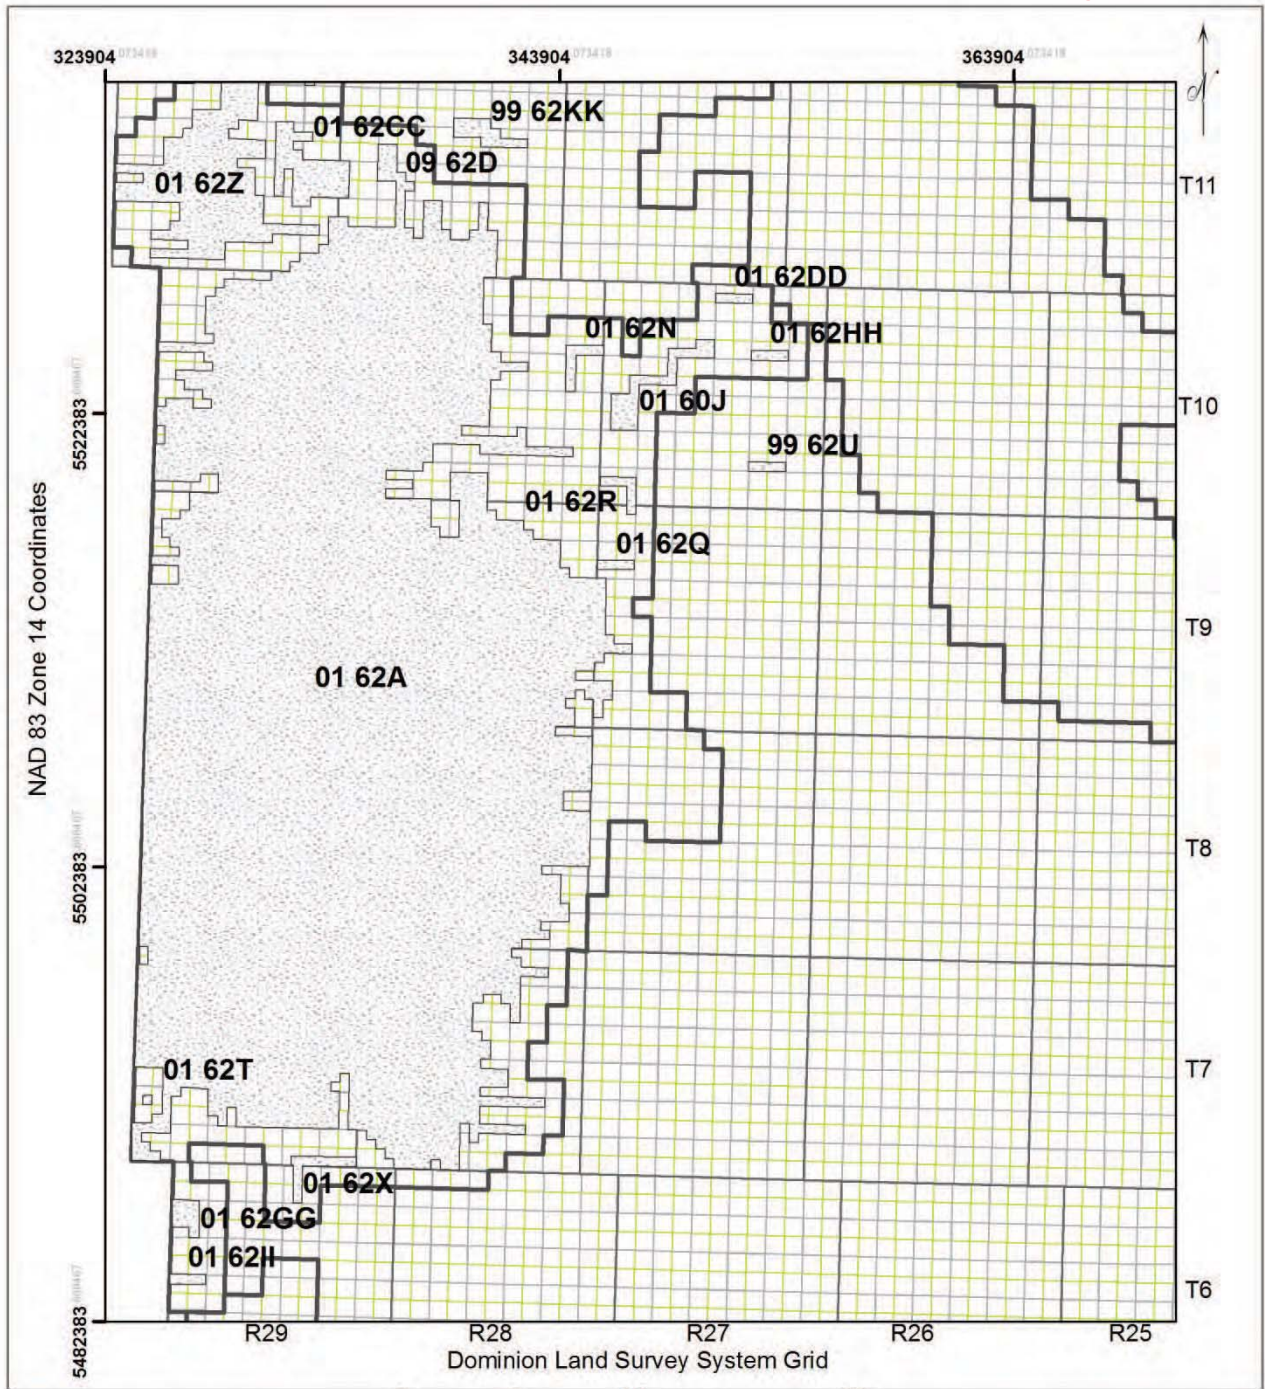 323904 073418 343904 073418 363904 073418
99 62KK
01 62CC
09 62D
01 62Z
T11
01 62DD
01 62N
01 62HH
01 60J
T10
5522383
99 62U
01 62R
01 62Q
NAD 83 Zone 14 Coordinates
T9
01 62A
T8
5502383
01 62T
T7
01 62X
01 62GG
01 62II
T6
5482383
R29 R28 R27 R26 R25
Dominion Land Survey System Grid